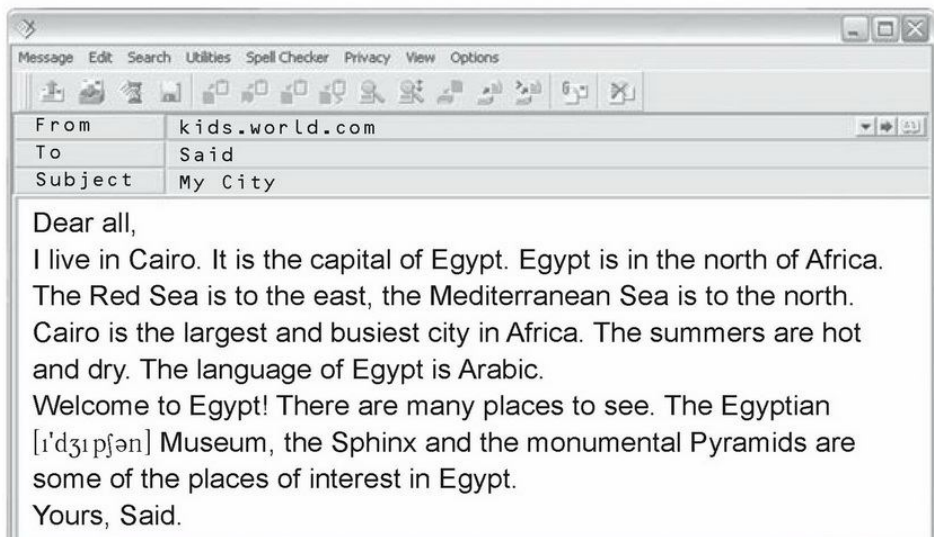 Message Edit Search Utilities Spell Checker Privacy View Options
From kids.world.com
To Said
Subject My City
Dear all,
I live in Cairo. It is the capital of Egypt. Egypt is in the north of Africa.
The Red Sea is to the east, the Mediterranean Sea is to the north.
Cairo is the largest and busiest city in Africa. The summers are hot
and dry. The language of Egypt is Arabic.
Welcome to Egypt! There are many places to see. The Egyptian
[ɪ'dʒɪpʃən] Museum, the Sphinx and the monumental Pyramids are
some of the places of interest in Egypt.
Yours, Said.